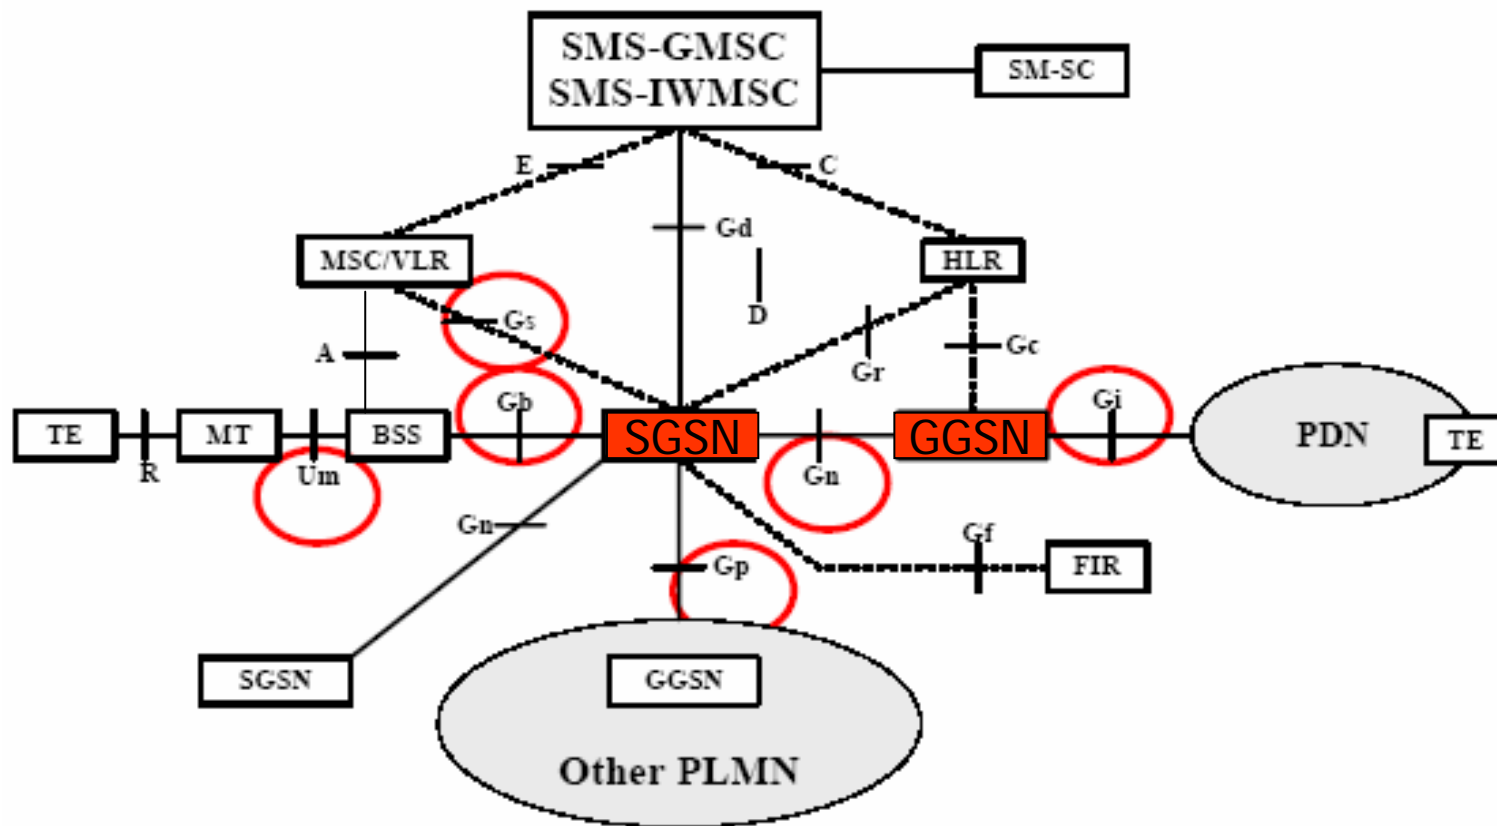 SMS-GMSC
SMS-IWMSC
SM-SC
E
C
Gd
MSC/VLR
HLR
D
Gs
A
Gr
Gc
Gb
Gi
TE
MT
BSS
SGSN
GGSN
PDN
TE
R
Um
Gn
Gn
Gf
Gp
FIR
SGSN
GGSN
Other PLMN